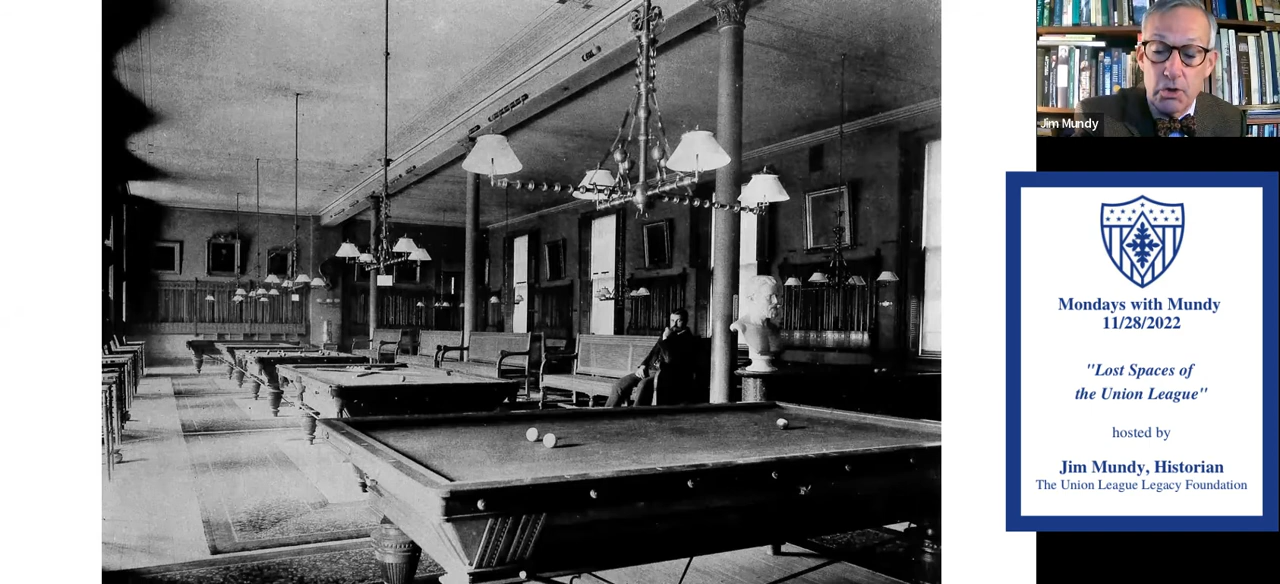 Jim Mundy
Mondays with Mundy
11/28/2022
"Lost Spaces of
the Union League"
hosted by
Jim Mundy, Historian
The Union League Legacy Foundation